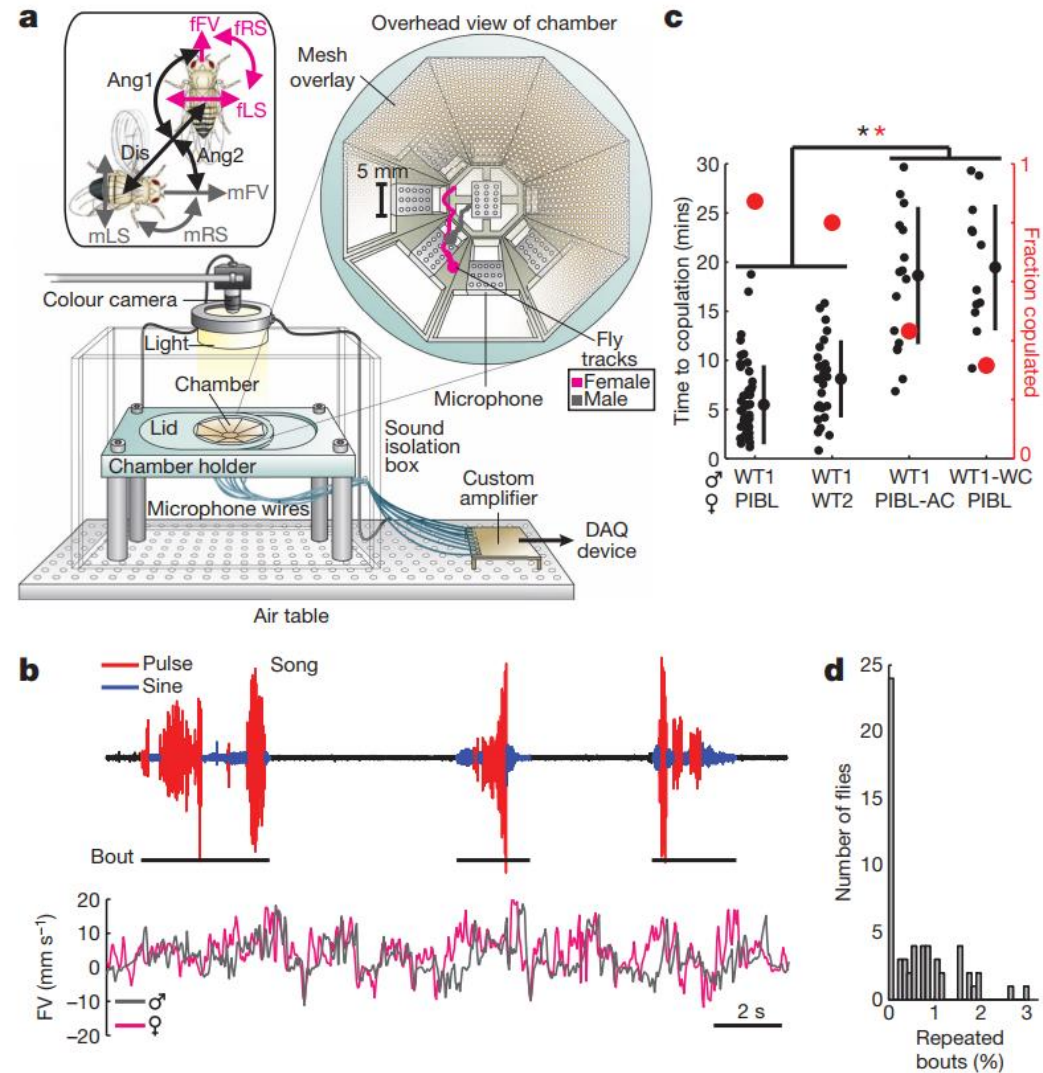 a
fFV
fRS
Ang1
fLS
Dis
Ang2
mFV
mLS
mRS
Overhead view of chamber
Mesh
overlay
5 mm
Fly
tracks
Female
Male
Microphone
Colour camera
Light
Chamber
Lid
Chamber holder
Sound
isolation
box
Microphone wires
Custom
amplifier
DAQ
device
Air table
c
* *
Time to copulation (mins)
30
25
20
15
10
5
0
1
0
Fraction copulated
♂ WT1 WT1 WT1 WT1-WC
♀ PIBL WT2 PIBL-AC PIBL
b
Pulse
Sine
Song
Bout
FV (mm s⁻¹)
20
10
0
−10
−20
♂
♀
2 s
d
Number of flies
25
20
15
10
5
0
0 1 2 3
Repeated
bouts (%)